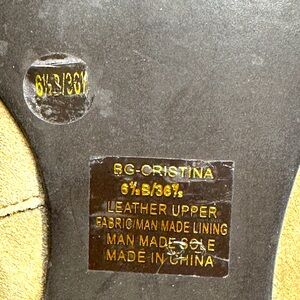 6½B/36½
BG-CRISTINA
6½B/36½
LEATHER UPPER
FABRIC/MAN MADE LINING
MAN MADE SOLE
MADE IN CHINA